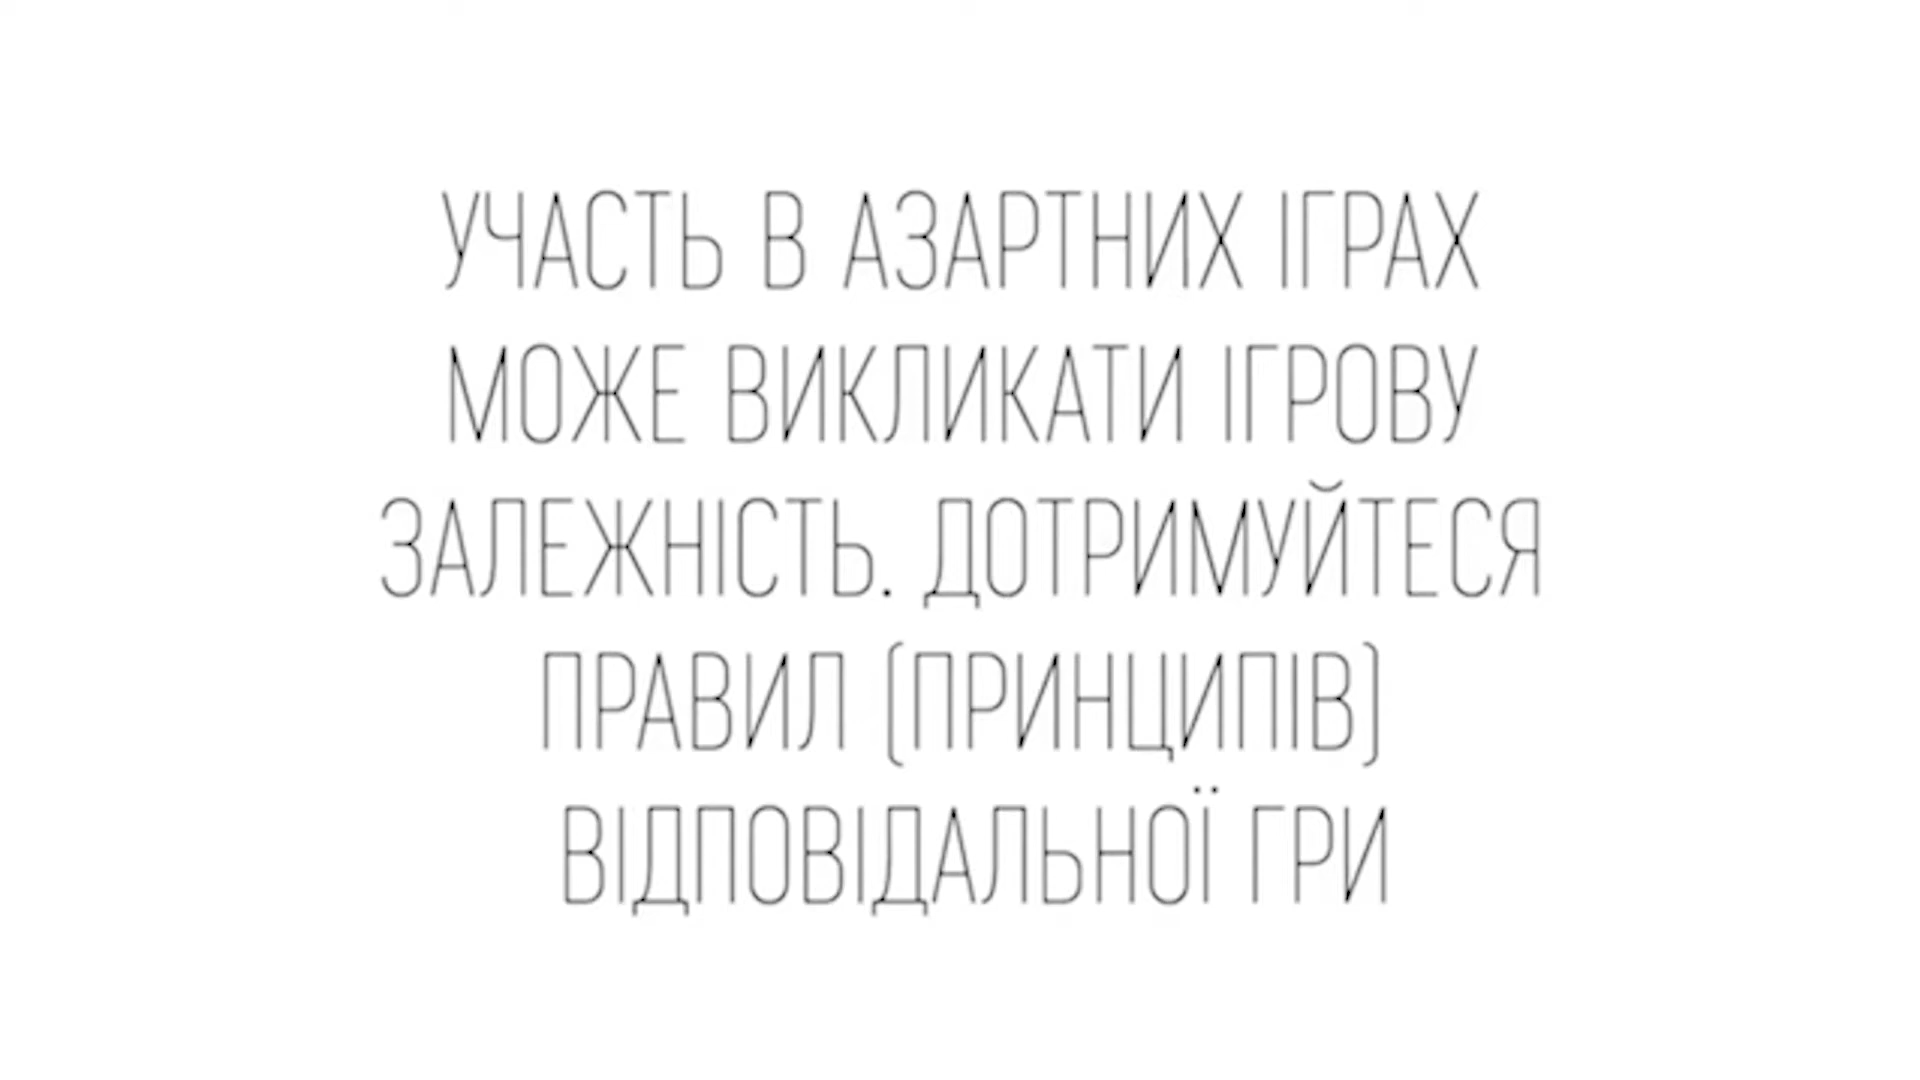 УЧАСТЬ В АЗАРТНИХ ІГРАХ
МОЖЕ ВИКЛИКАТИ ІГРОВУ
ЗАЛЕЖНІСТЬ. ДОТРИМУЙТЕСЯ
ПРАВИЛ (ПРИНЦИПІВ)
ВІДПОВІДАЛЬНОЇ ГРИ